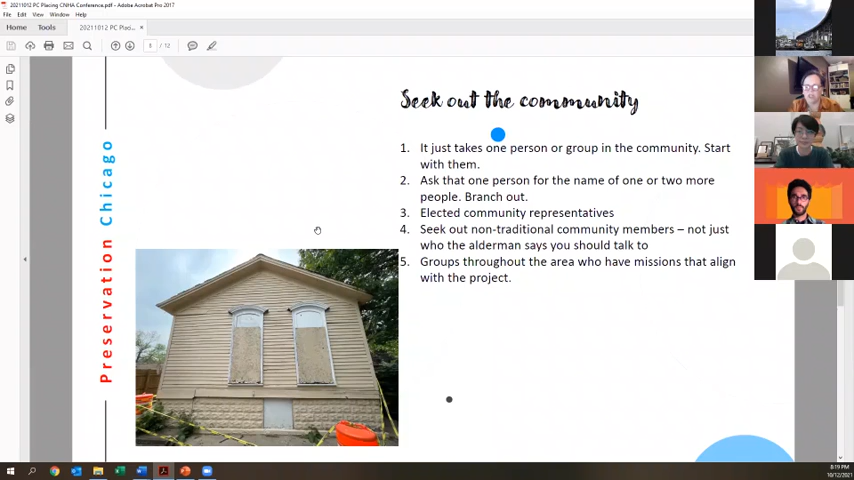 20211012 PC Placing CNIHA Conference.pdf - Adobe Acrobat Pro 2017
File Edit View Window Help
Home Tools 20211012 PC Placi... ×
3 / 12
Seek out the community
1. It just takes one person or group in the community. Start
with them.
2. Ask that one person for the name of one or two more
people. Branch out.
3. Elected community representatives
4. Seek out non-traditional community members – not just
who the alderman says you should talk to
5. Groups throughout the area who have missions that align
with the project.
Preservation Chicago
8:19 PM
10/12/2021